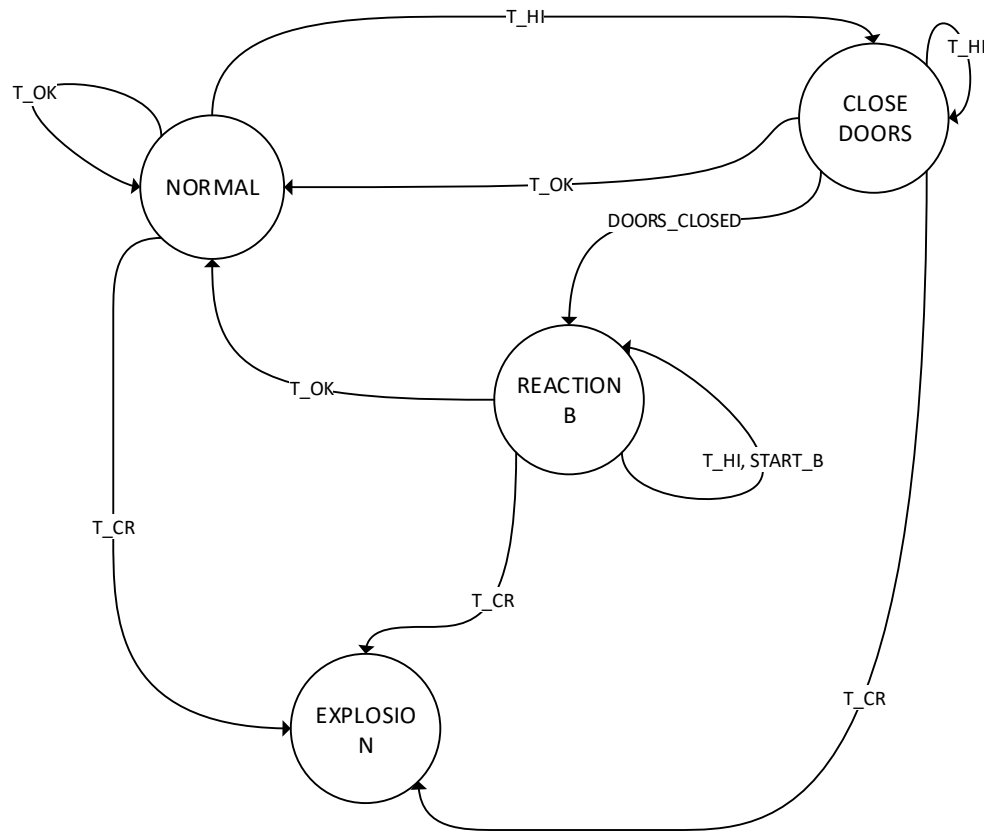 T_HI
T_HI
CLOSE
DOORS
T_OK
NORMAL
T_OK
DOORS_CLOSED
REACTION
B
T_OK
T_HI, START_B
T_CR
T_CR
T_CR
EXPLOSIO
N